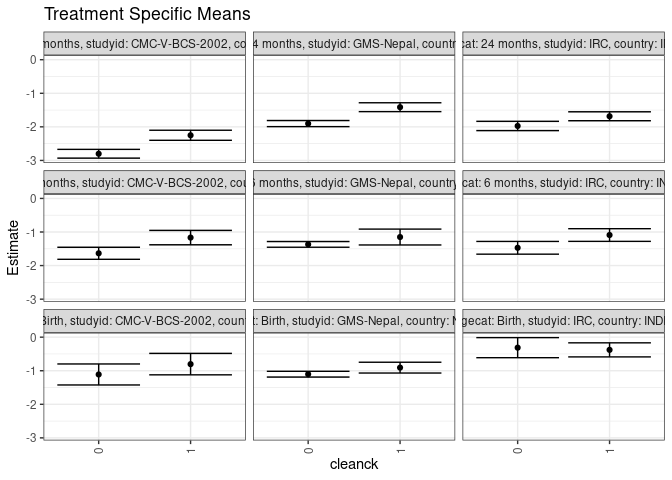 Treatment Specific Means
months, studyid: CMC-V-BCS-2002, co
4 months, studyid: GMS-Nepal, countr
cat: 24 months, studyid: IRC, country: I
0
-1
-2
-3
months, studyid: CMC-V-BCS-2002, cou
months, studyid: GMS-Nepal, country
cat: 6 months, studyid: IRC, country: IN
0
-1
-2
-3
Birth, studyid: CMC-V-BCS-2002, coun
t: Birth, studyid: GMS-Nepal, country:
gecat: Birth, studyid: IRC, country: INDI
0
-1
-2
-3
Estimate
0 1 0 1 0 1
cleanck